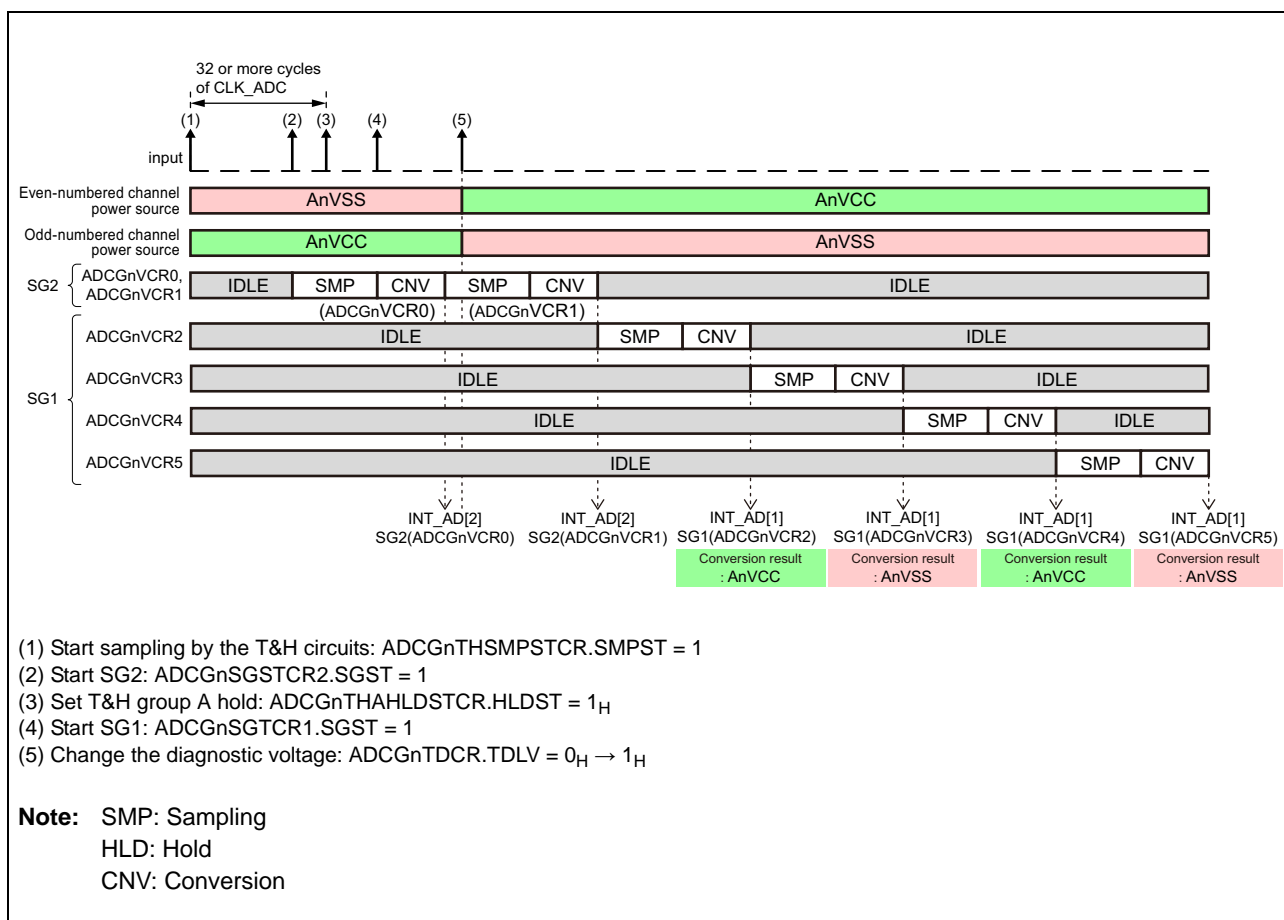 32 or more cycles
of CLK_ADC
(1) (2) (3) (4) (5)
input
Even-numbered channel
power source
AnVSS AnVCC
Odd-numbered channel
power source
AnVCC AnVSS
SG2
ADCGnVCR0,
ADCGnVCR1
IDLE SMP CNV SMP CNV IDLE
(ADCGnVCR0) (ADCGnVCR1)
SG1
ADCGnVCR2 IDLE SMP CNV IDLE
ADCGnVCR3 IDLE SMP CNV IDLE
ADCGnVCR4 IDLE SMP CNV IDLE
ADCGnVCR5 IDLE SMP CNV
INT_AD[2] INT_AD[2] INT_AD[1] INT_AD[1] INT_AD[1] INT_AD[1]
SG2(ADCGnVCR0) SG2(ADCGnVCR1) SG1(ADCGnVCR2) SG1(ADCGnVCR3) SG1(ADCGnVCR4) SG1(ADCGnVCR5)
Conversion result Conversion result Conversion result Conversion result
: AnVCC : AnVSS : AnVCC : AnVSS
(1) Start sampling by the T&H circuits: ADCGnTHSMPSTCR.SMPST = 1
(2) Start SG2: ADCGnSGSTCR2.SGST = 1
(3) Set T&H group A hold: ADCGnTHAHLDSTCR.HLDST = 1H
(4) Start SG1: ADCGnSGTCR1.SGST = 1
(5) Change the diagnostic voltage: ADCGnTDCR.TDLV = 0H → 1H
Note: SMP: Sampling
HLD: Hold
CNV: Conversion